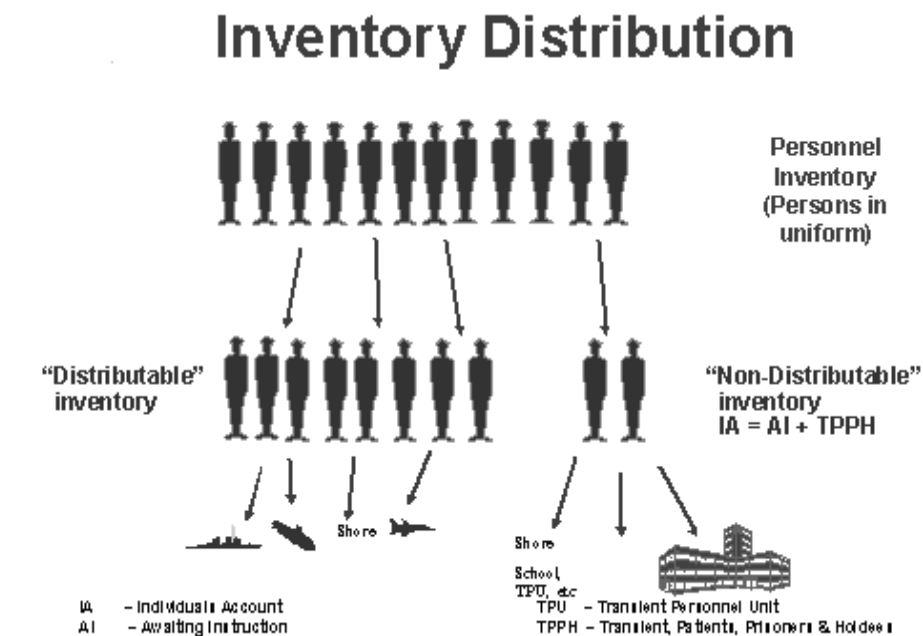 Inventory Distribution
Personnel
Inventory
(Persons in
uniform)
“Distributable”
inventory
“Non-Distributable”
inventory
IA = AI + TPPH
Shore
Shore
School,
TPU, etc
IA – Individuals Account
AI – Awaiting Instruction
TPU – Transient Personnel Unit
TPPH – Transient, Patients, Prisoners & Holdees